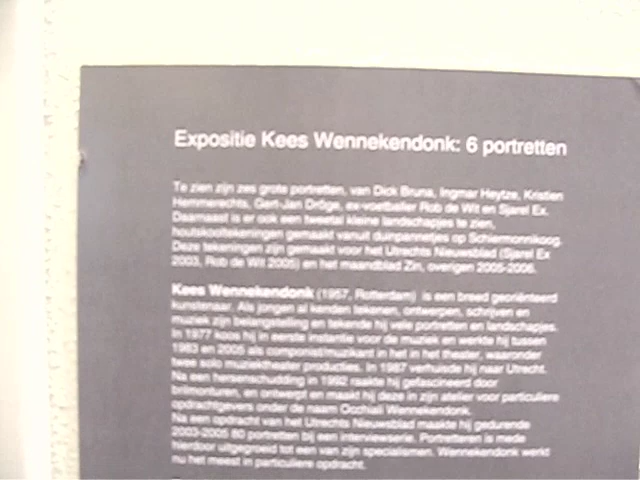 Expositie Kees Wennekendonk: 6 portretten
Te zien zijn zes grote portretten, van Dick Bruna, Ingmar Heytze, Kristien
Hemmerechts, Gert-Jan Dröge, ex-voetballer Rob de Wit en Sjarel Ex.
Daarnaast is er ook een tweetal kleine landschapjes te zien,
houtskooltekeningen gemaakt vanuit duinpannetjes op Schiermonnikoog.
Deze tekeningen zijn gemaakt voor het Utrechts Nieuwsblad (Sjarel Ex
2003, Rob de Wit 2005) en het maandblad Zin, overigen 2005-2006.
Kees Wennekendonk (1957, Rotterdam) is een breed georiënteerd
kunstenaar. Als jongen al kenden tekenen, ontwerpen, schrijven en
muziek zijn belangstelling en tekende hij vele portretten en landschapjes.
In 1977 koos hij in eerste instantie voor de muziek en werkte hij tussen
1983 en 2005 als componist/muzikant in het in het theater, waaronder
twee solo muziektheater producties. In 1987 verhuisde hij naar Utrecht.
Na een hersenschudding in 1992 raakte hij gefascineerd door
brilmonturen, en ontwerpt en maakt hij deze in zijn atelier voor particuliere
opdrachtgevers onder de naam Occhiali Wennekendonk.
Na een opdracht van het Utrechts Nieuwsblad maakte hij gedurende
2003-2005 80 portretten bij een interviewserie. Portretteren is mede
hierdoor uitgegroeid tot een van zijn specialismen. Wennekendonk werkt
nu het meest in particuliere opdracht.